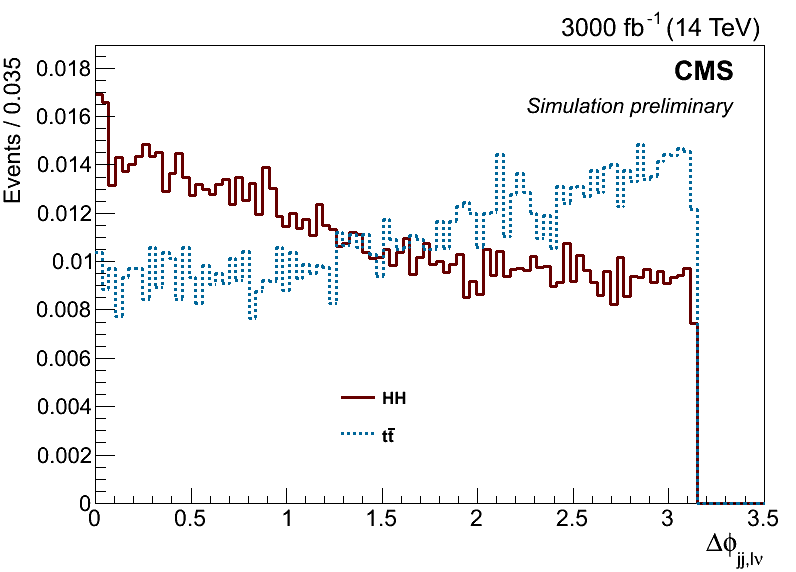 3000 fb⁻¹ (14 TeV)
Events / 0.035
CMS
Simulation preliminary
0.018
0.016
0.014
0.012
0.01
0.008
0.006
0.004
0.002
0
HH
tt̄
0 0.5 1 1.5 2 2.5 3 3.5
Δϕjj,lν